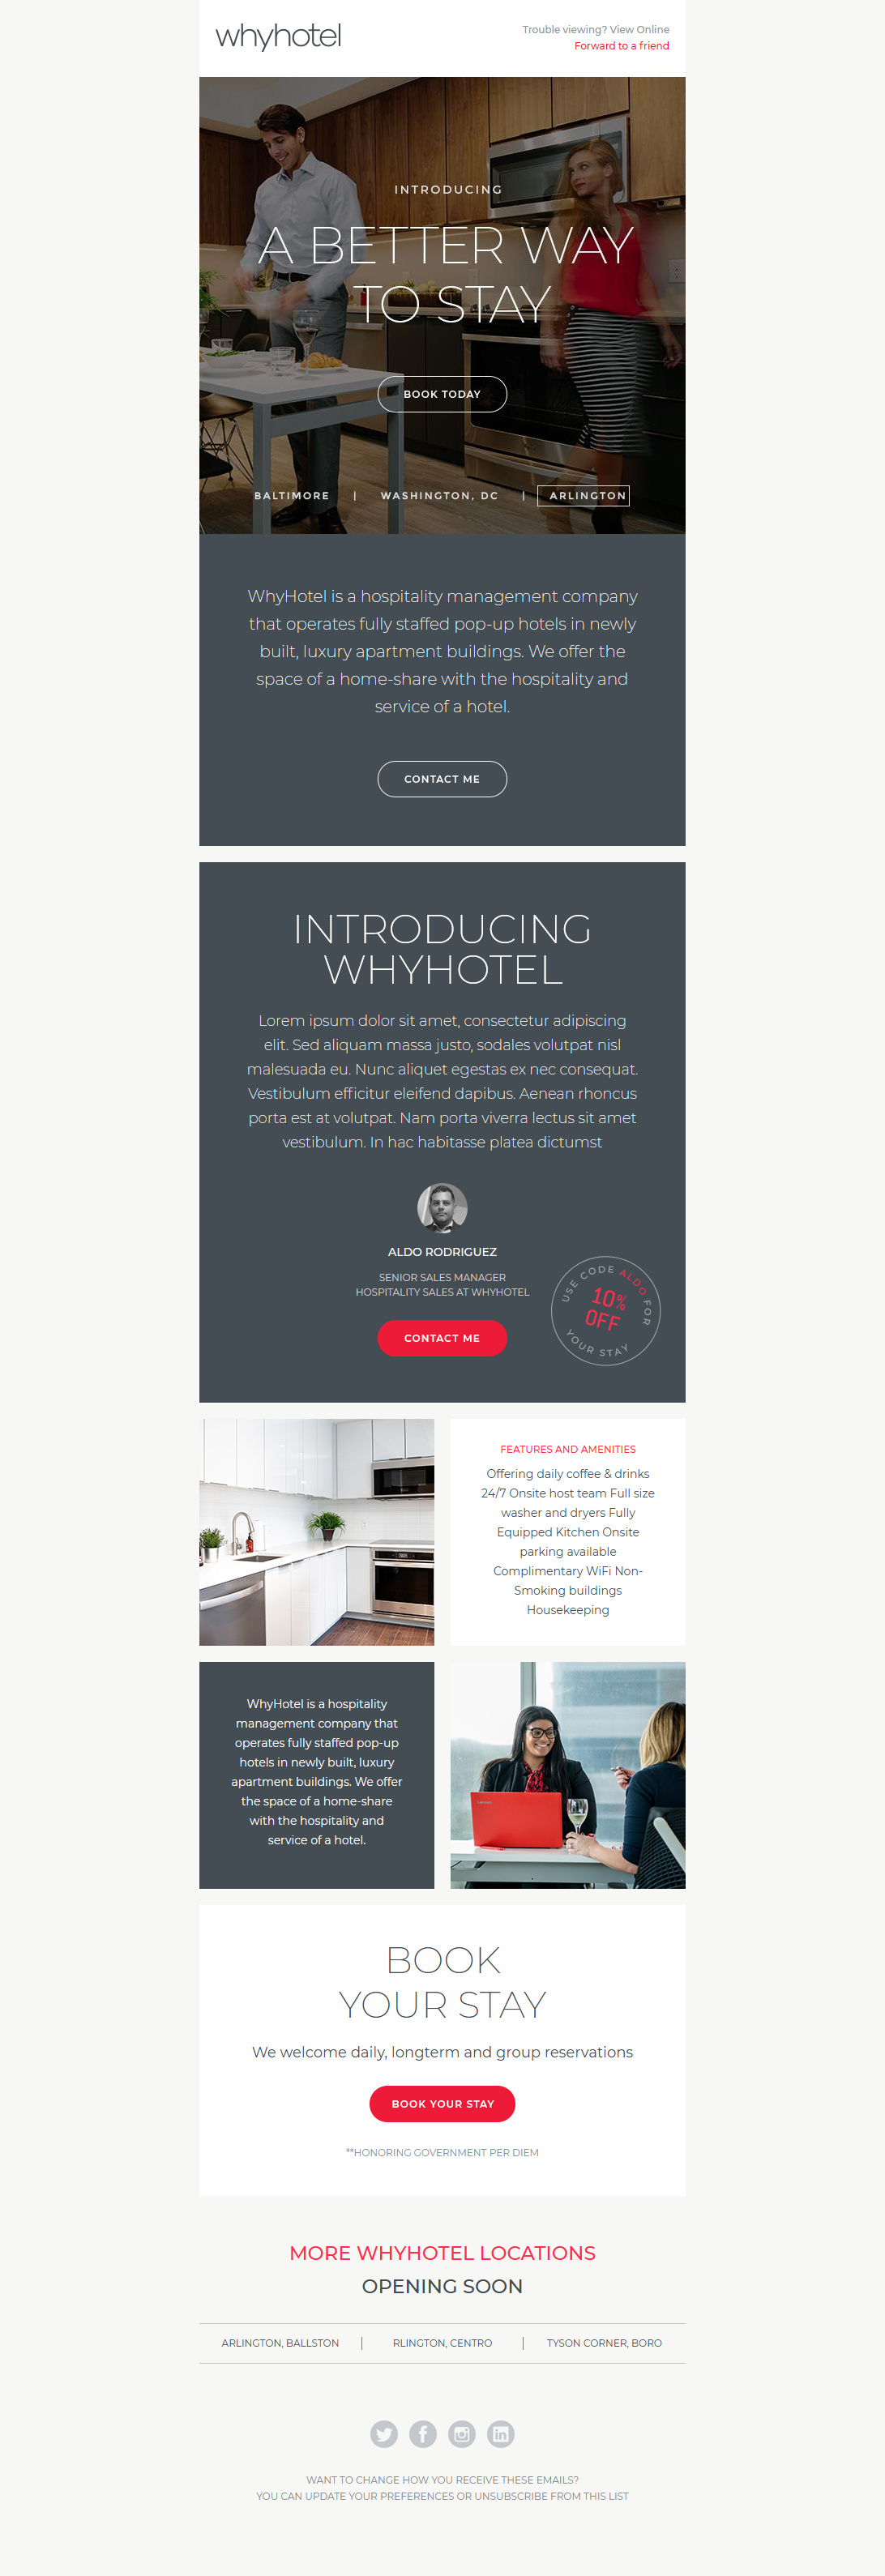 whyhotel
Trouble viewing? View Online
Forward to a friend
INTRODUCING
A BETTER WAY
TO STAY
BOOK TODAY
BALTIMORE | WASHINGTON, DC | ARLINGTON
WhyHotel is a hospitality management company
that operates fully staffed pop-up hotels in newly
built, luxury apartment buildings. We offer the
space of a home-share with the hospitality and
service of a hotel.
CONTACT ME
INTRODUCING
WHYHOTEL
Lorem ipsum dolor sit amet, consectetur adipiscing
elit. Sed aliquam massa justo, sodales volutpat nisl
malesuada eu. Nunc aliquet egestas ex nec consequat.
Vestibulum efficitur eleifend dapibus. Aenean rhoncus
porta est at volutpat. Nam porta viverra lectus sit amet
vestibulum. In hac habitasse platea dictumst
ALDO RODRIGUEZ
SENIOR SALES MANAGER
HOSPITALITY SALES AT WHYHOTEL
CONTACT ME
USE CODE ALDO FOR
10%
OFF
YOUR STAY
FEATURES AND AMENITIES
Offering daily coffee & drinks
24/7 Onsite host team Full size
washer and dryers Fully
Equipped Kitchen Onsite
parking available
Complimentary WiFi Non-
Smoking buildings
Housekeeping
WhyHotel is a hospitality
management company that
operates fully staffed pop-up
hotels in newly built, luxury
apartment buildings. We offer
the space of a home-share
with the hospitality and
service of a hotel.
BOOK
YOUR STAY
We welcome daily, longterm and group reservations
BOOK YOUR STAY
**HONORING GOVERNMENT PER DIEM
MORE WHYHOTEL LOCATIONS
OPENING SOON
ARLINGTON, BALLSTON | RLINGTON, CENTRO | TYSON CORNER, BORO
WANT TO CHANGE HOW YOU RECEIVE THESE EMAILS?
YOU CAN UPDATE YOUR PREFERENCES OR UNSUBSCRIBE FROM THIS LIST